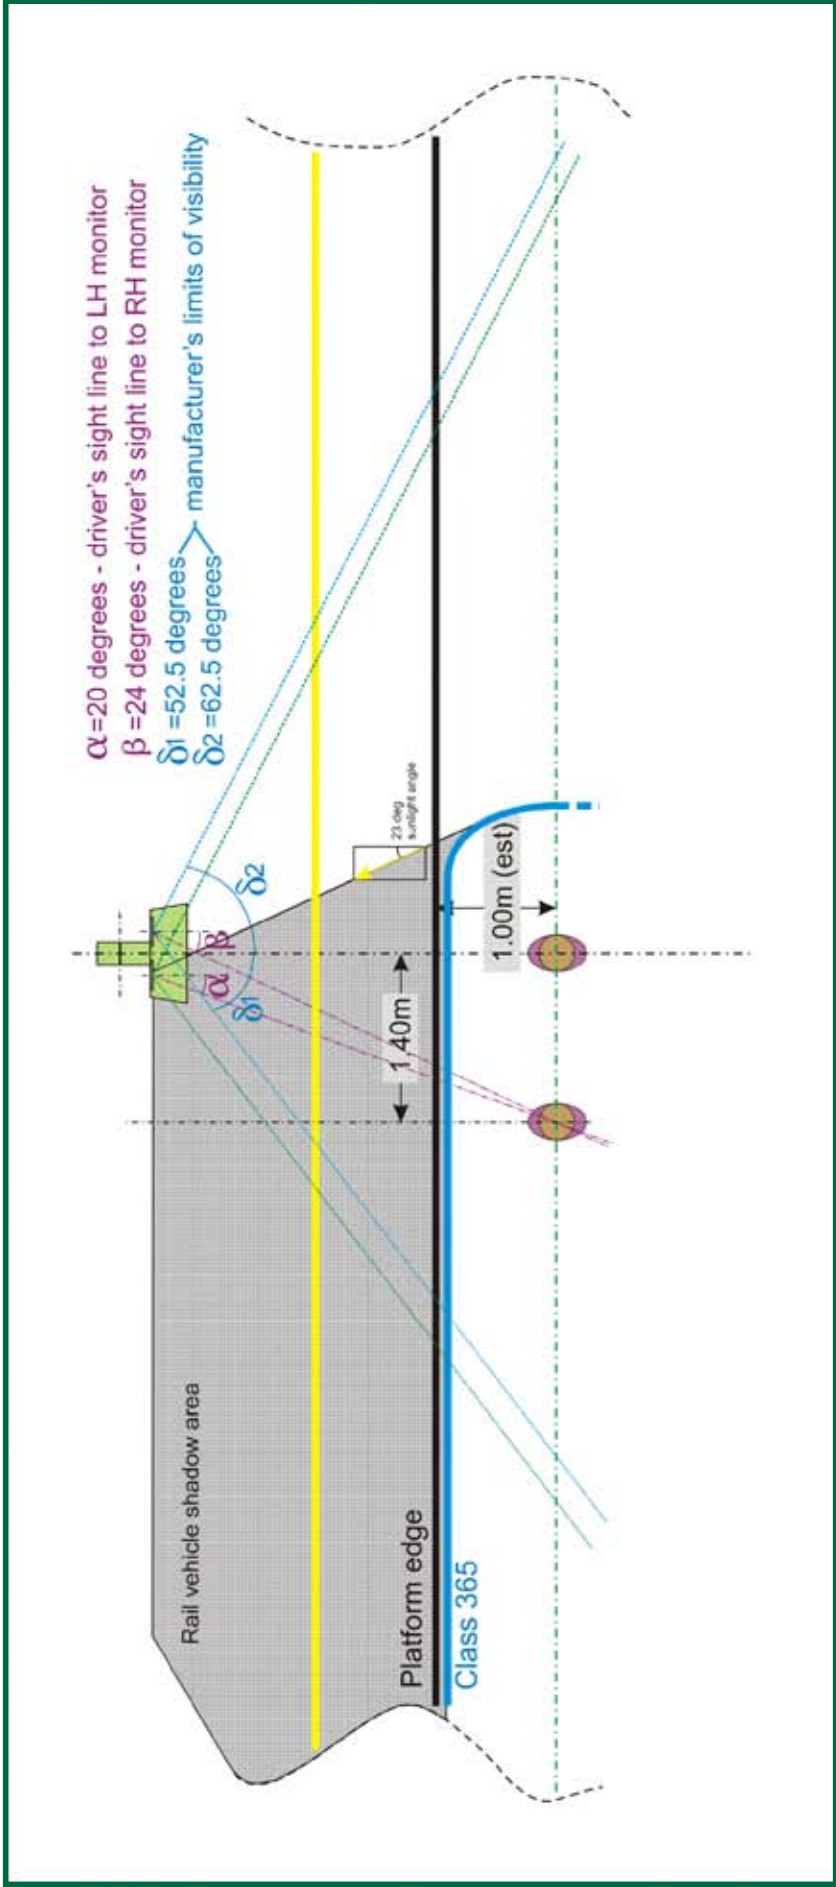 α=20 degrees - driver's sight line to LH monitor
β =24 degrees - driver's sight line to RH monitor
δ1 =52.5 degrees
δ2 =62.5 degrees
manufacturer's limits of visibility
δ2
β
α
δ1
23 deg
sunlight angle
1.00m (est)
1.40m
Rail vehicle shadow area
Platform edge
Class 365